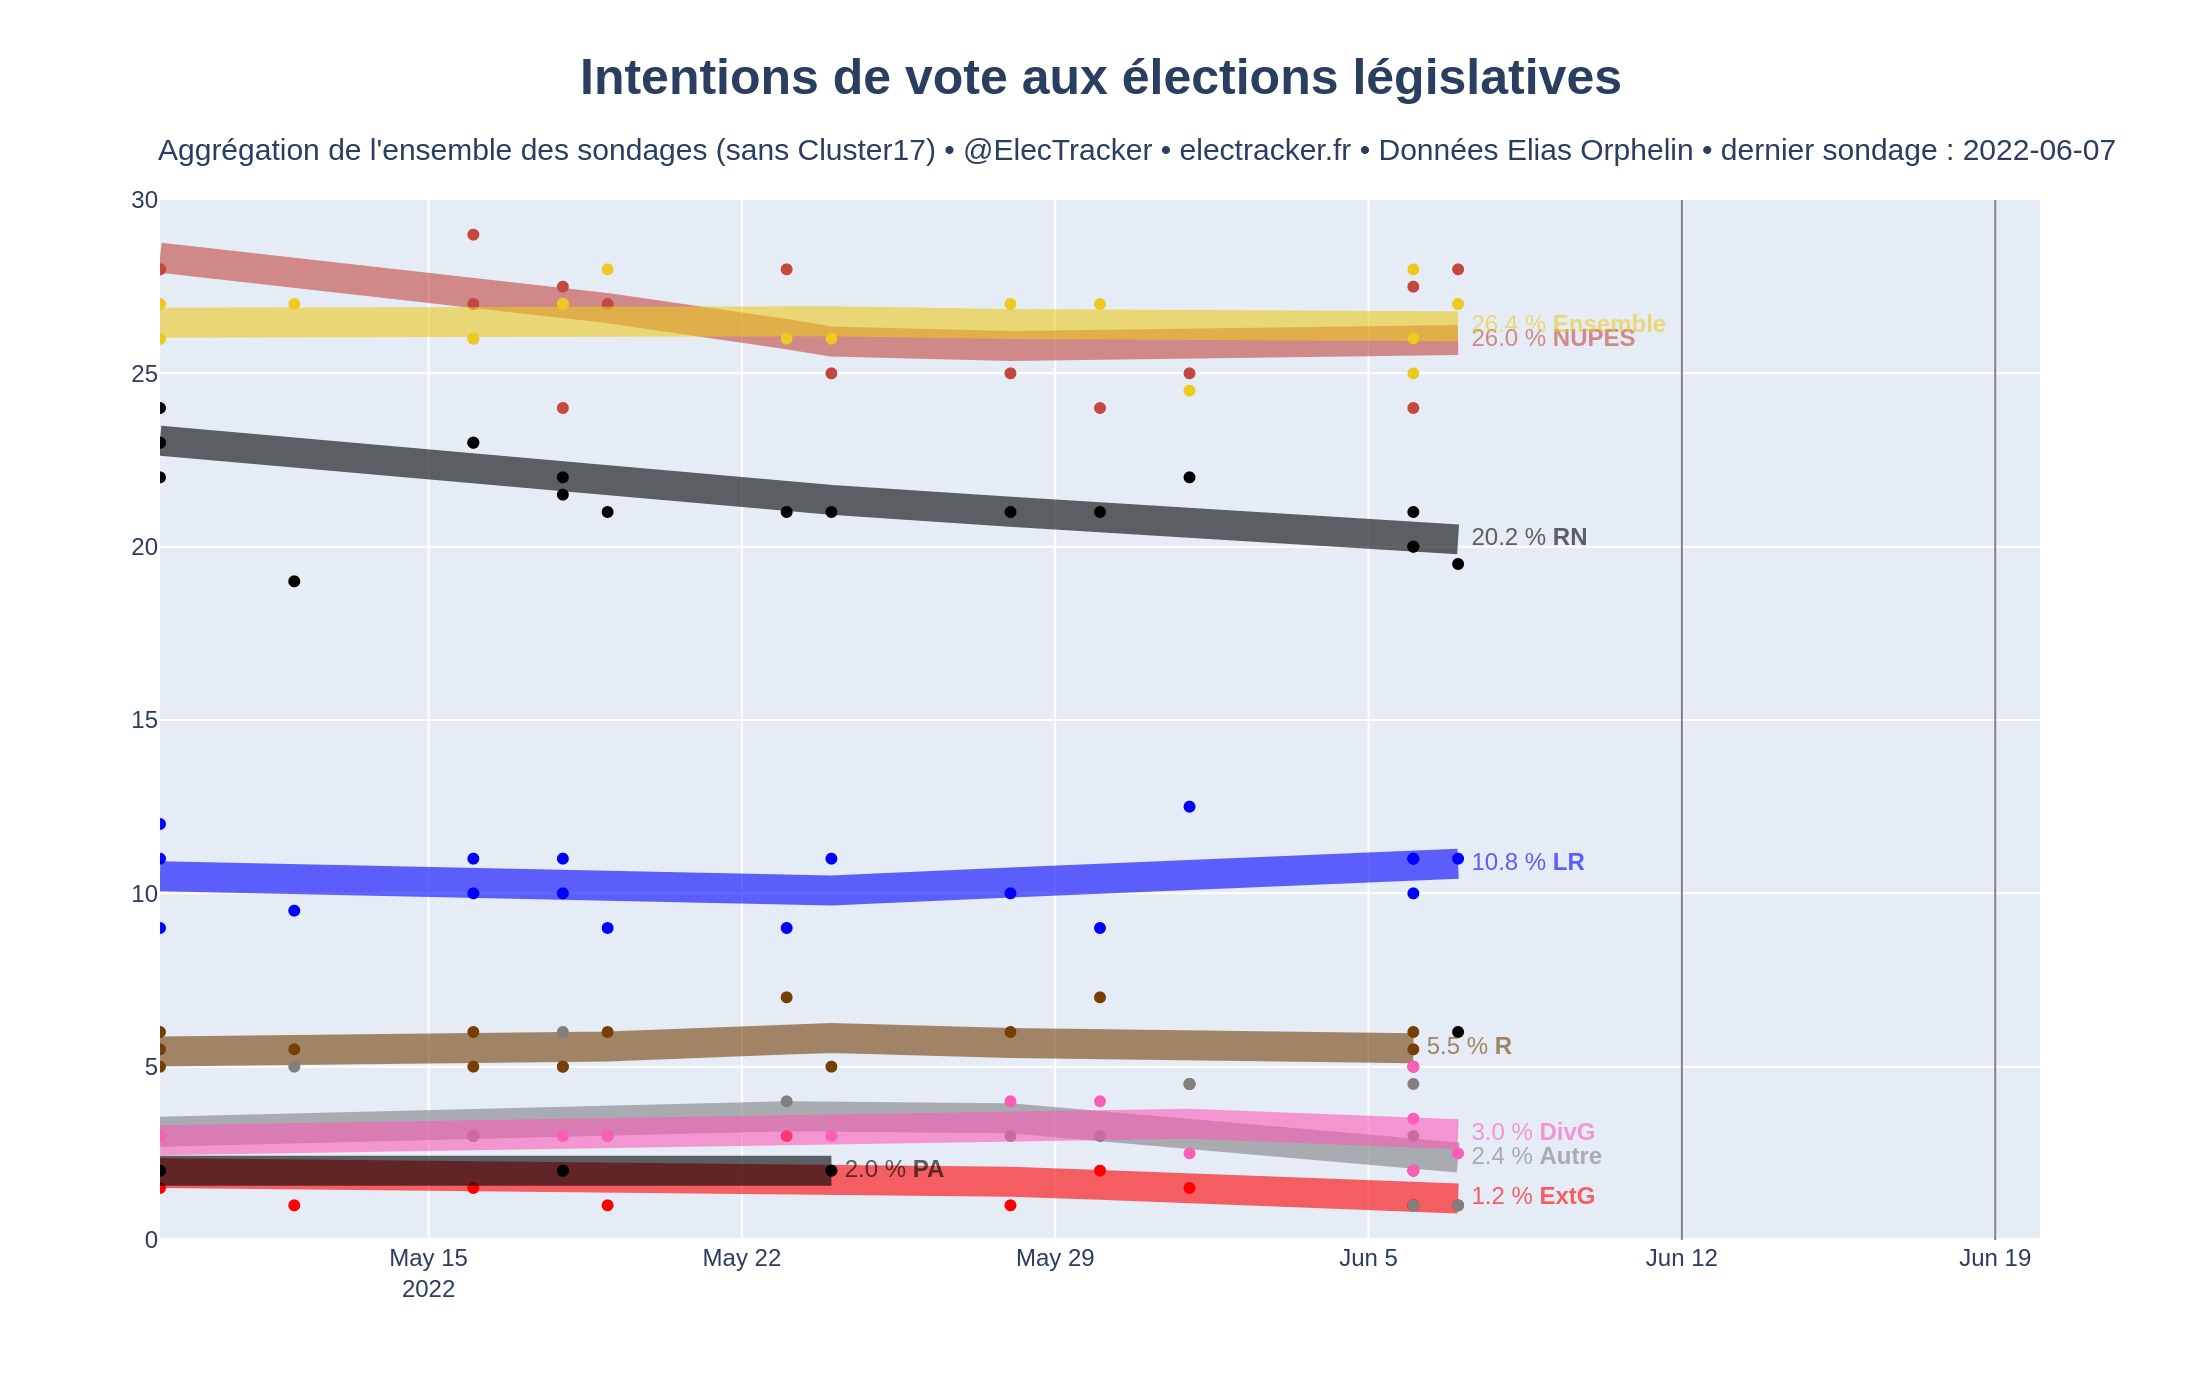 Intentions de vote aux élections législatives
Aggrégation de l'ensemble des sondages (sans Cluster17) • @ElecTracker • electracker.fr • Données Elias Orphelin • dernier sondage : 2022-06-07
30
25
20
15
10
5
0
26.4 % Ensemble
26.0 % NUPES
20.2 % RN
10.8 % LR
5.5 % R
3.0 % DivG
2.4 % Autre
2.0 % PA
1.2 % ExtG
May 15 May 22 May 29 Jun 5 Jun 12 Jun 19
2022